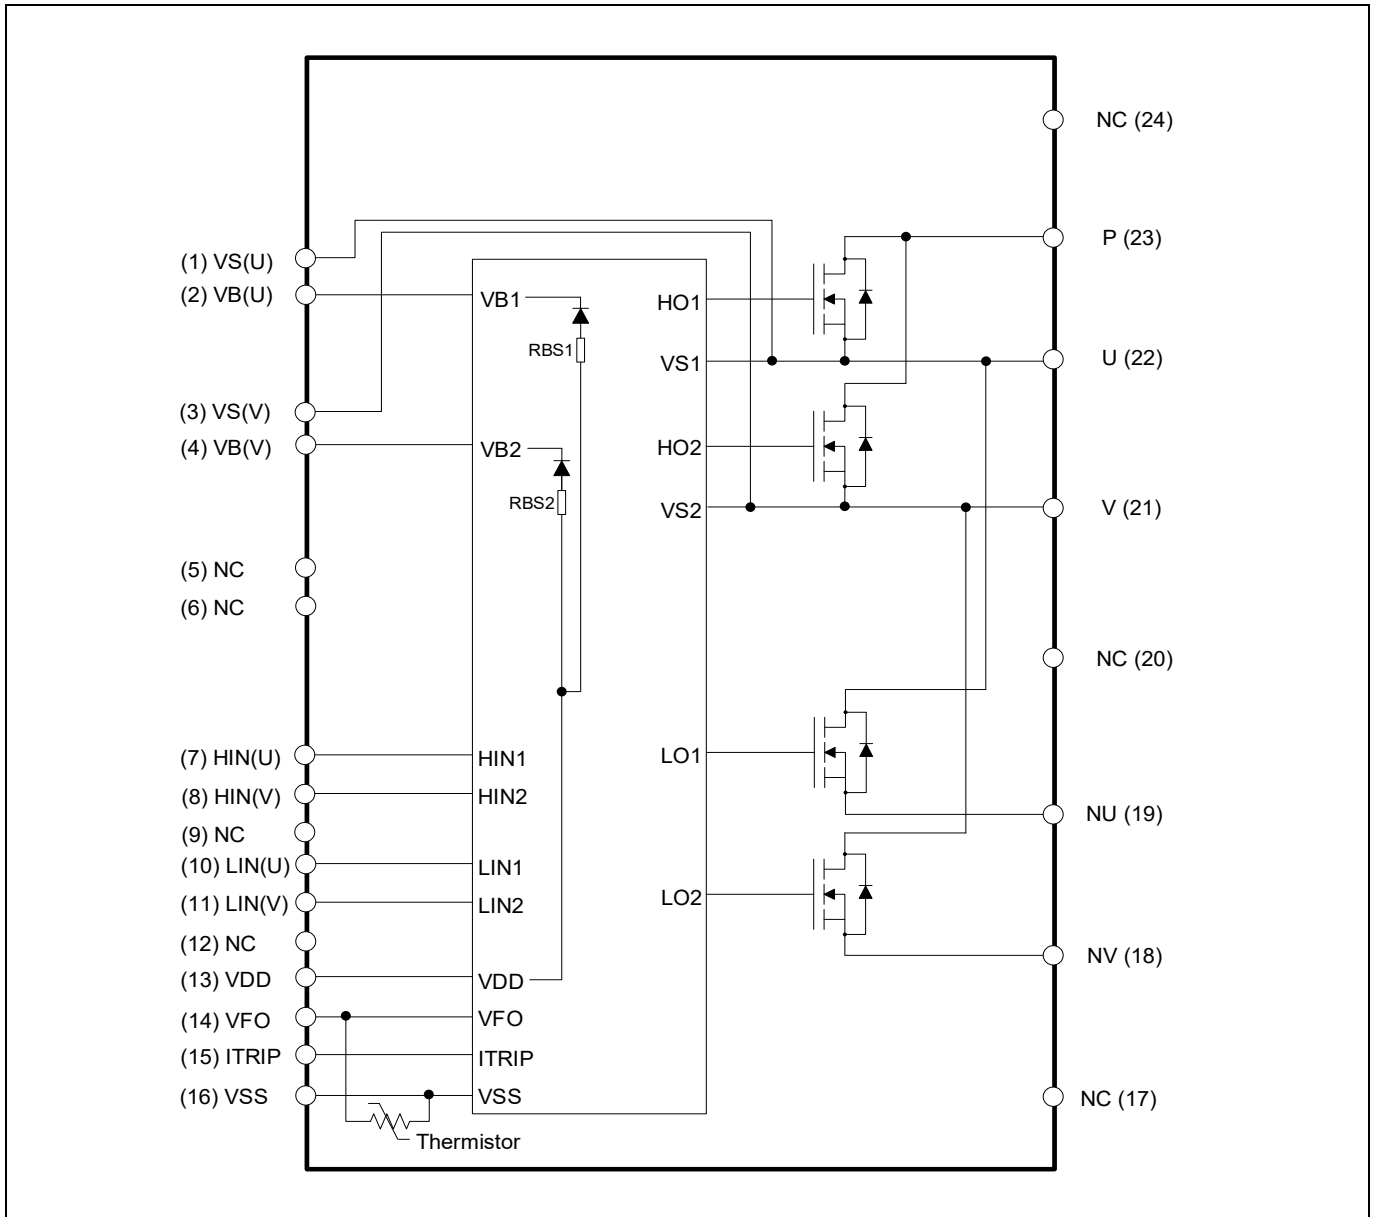 NC (24)
P (23)
(1) VS(U)
(2) VB(U)
VB1
HO1
RBS1
VS1
U (22)
(3) VS(V)
(4) VB(V)
VB2
HO2
RBS2
VS2
V (21)
(5) NC
(6) NC
NC (20)
(7) HIN(U)
HIN1
LO1
(8) HIN(V)
HIN2
NU (19)
(9) NC
(10) LIN(U)
LIN1
(11) LIN(V)
LIN2
LO2
(12) NC
NV (18)
(13) VDD
VDD
(14) VFO
VFO
(15) ITRIP
ITRIP
(16) VSS
VSS
NC (17)
Thermistor